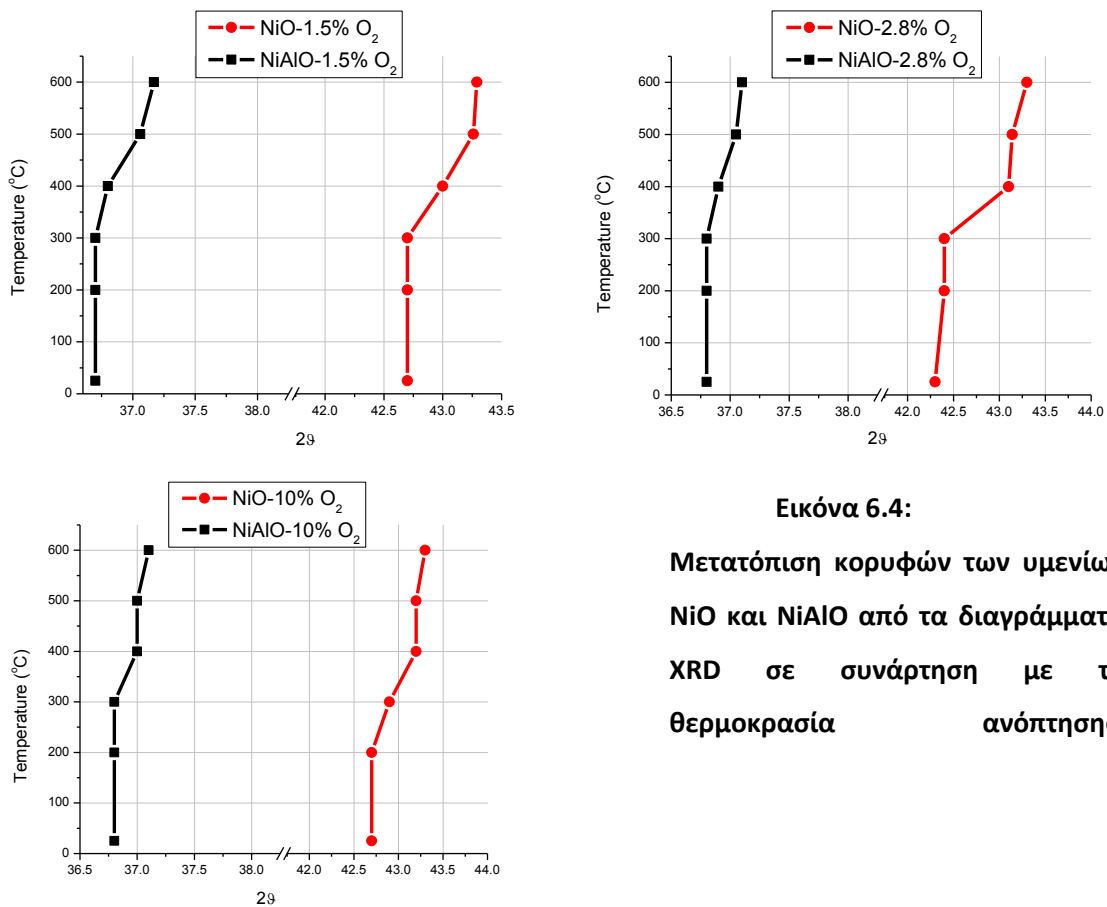 NiO-1.5% O2
NiAlO-1.5% O2
600
500
400
300
200
100
0
Temperature (°C)
37.0 37.5 38.0 42.0 42.5 43.0 43.5
2ϑ
NiO-2.8% O2
NiAlO-2.8% O2
600
500
400
300
200
100
0
Temperature (°C)
36.5 37.0 37.5 38.0 42.0 42.5 43.0 43.5 44.0
2ϑ
NiO-10% O2
NiAlO-10% O2
600
500
400
300
200
100
0
Temperature (°C)
36.5 37.0 37.5 38.0 42.0 42.5 43.0 43.5 44.0
2ϑ
Εικόνα 6.4:
Μετατόπιση κορυφών των υμενίω
NiO και NiAlO από τα διαγράμματ
XRD σε συνάρτηση με τ
θερμοκρασία ανόπτησης